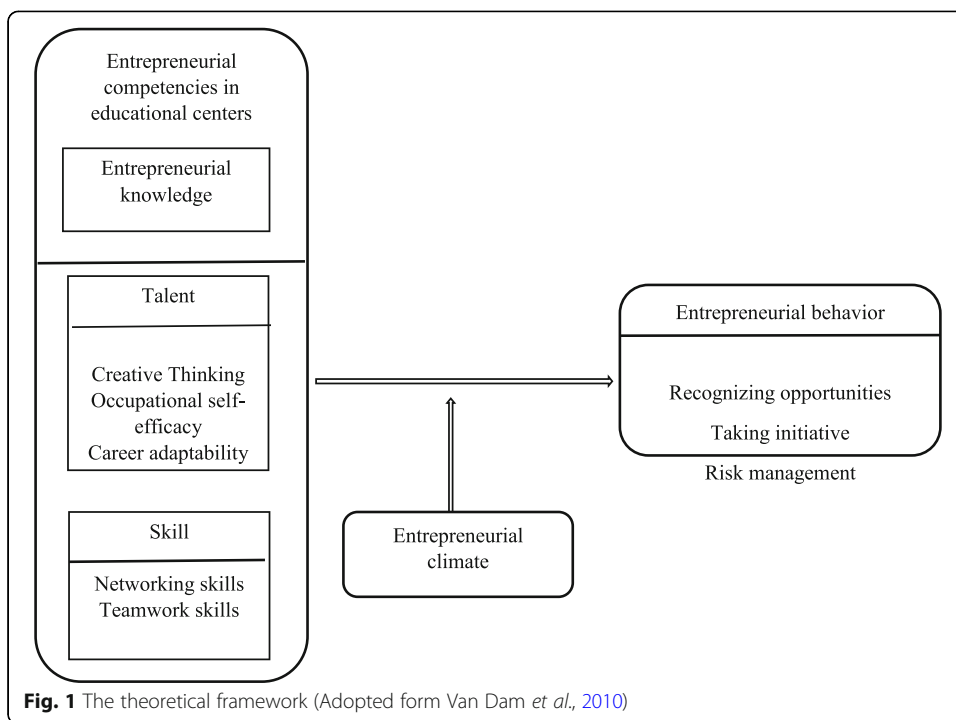 Entrepreneurial
competencies in
educational centers
Entrepreneurial
knowledge
Talent
Creative Thinking
Occupational self-
efficacy
Career adaptability
Skill
Networking skills
Teamwork skills
Entrepreneurial
climate
Entrepreneurial behavior
Recognizing opportunities
Taking initiative
Risk management
Fig. 1 The theoretical framework (Adopted form Van Dam et al., 2010)